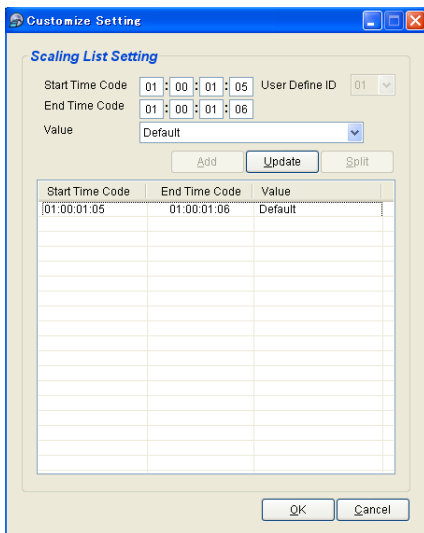 Customize Setting
Scaling List Setting
Start Time Code 01 : 00 : 01 : 05 User Define ID 01
End Time Code 01 : 00 : 01 : 06
Value Default
Add Update Split
Start Time Code End Time Code Value
01:00:01:05 01:00:01:06 Default
OK Cancel